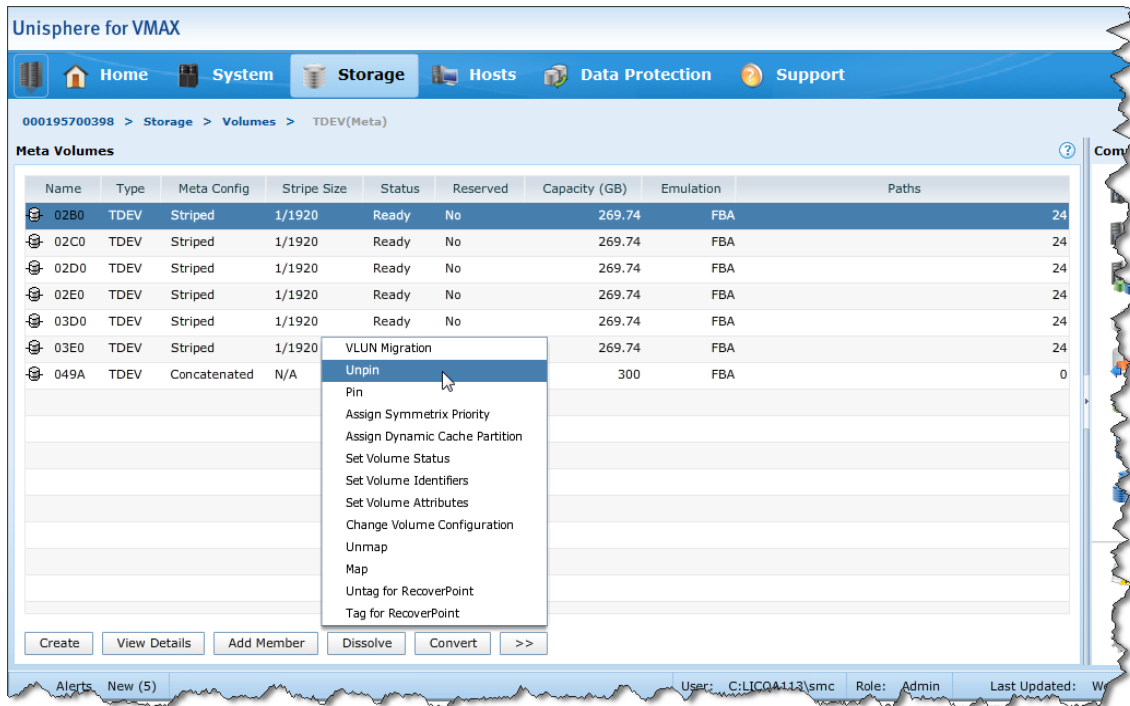 Unisphere for VMAX
Home System Storage Hosts Data Protection Support
000195700398 > Storage > Volumes > TDEV(Meta)
Meta Volumes
Name Type Meta Config Stripe Size Status Reserved Capacity (GB) Emulation Paths
02B0 TDEV Striped 1/1920 Ready No 269.74 FBA 24
02C0 TDEV Striped 1/1920 Ready No 269.74 FBA 24
02D0 TDEV Striped 1/1920 Ready No 269.74 FBA 24
02E0 TDEV Striped 1/1920 Ready No 269.74 FBA 24
03D0 TDEV Striped 1/1920 Ready No 269.74 FBA 24
03E0 TDEV Striped 1/1920 269.74 FBA 24
049A TDEV Concatenated N/A 300 FBA 0
VLUN Migration
Unpin
Pin
Assign Symmetrix Priority
Assign Dynamic Cache Partition
Set Volume Status
Set Volume Identifiers
Set Volume Attributes
Change Volume Configuration
Unmap
Map
Untag for RecoverPoint
Tag for RecoverPoint
Create View Details Add Member Dissolve Convert >>
Alerts New (5) User: C:LICQA113\smc Role: Admin Last Updated: